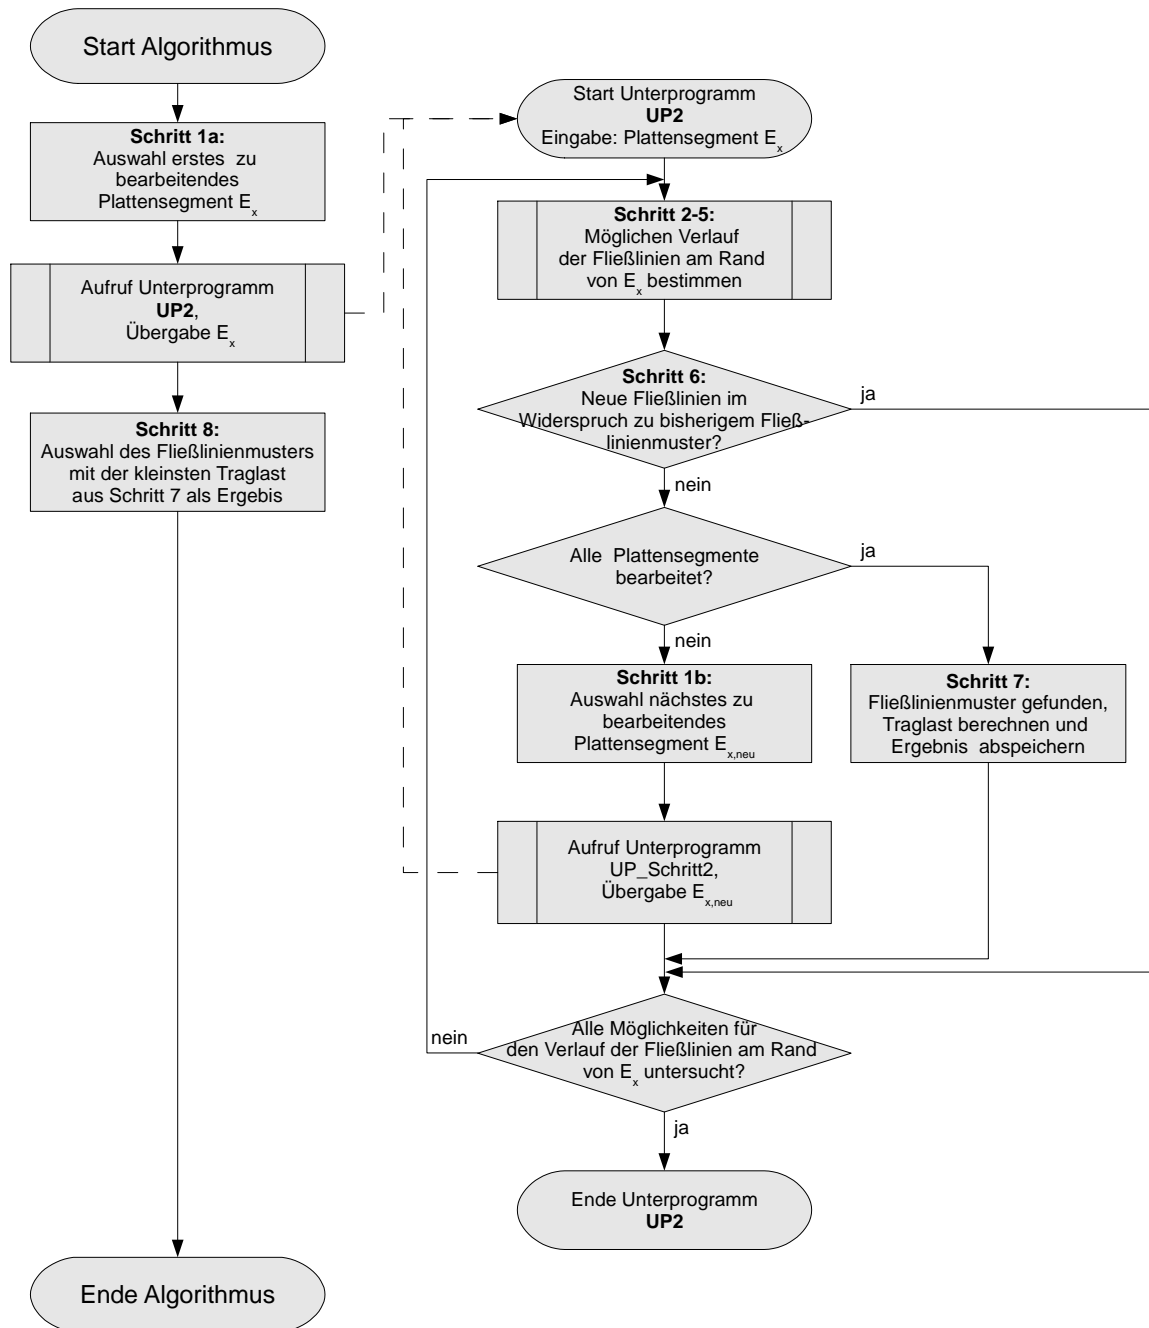 Start Algorithmus
Schritt 1a:
Auswahl erstes zu
bearbeitendes
Plattensegment Ex
Aufruf Unterprogramm
UP2,
Übergabe Ex
Schritt 8:
Auswahl des Fließlinienmusters
mit der kleinsten Traglast
aus Schritt 7 als Ergebis
Ende Algorithmus
Start Unterprogramm
UP2
Eingabe: Plattensegment Ex
Schritt 2-5:
Möglichen Verlauf
der Fließlinien am Rand
von Ex bestimmen
Schritt 6:
Neue Fließlinien im
Widerspruch zu bisherigem Fließ-
linienmuster?
ja
nein
Alle Plattensegmente
bearbeitet?
ja
nein
Schritt 1b:
Auswahl nächstes zu
bearbeitendes
Plattensegment Ex,neu
Schritt 7:
Fließlinienmuster gefunden,
Traglast berechnen und
Ergebnis abspeichern
Aufruf Unterprogramm
UP_Schritt2,
Übergabe Ex,neu
Alle Möglichkeiten für
den Verlauf der Fließlinien am Rand
von Ex untersucht?
nein
ja
Ende Unterprogramm
UP2